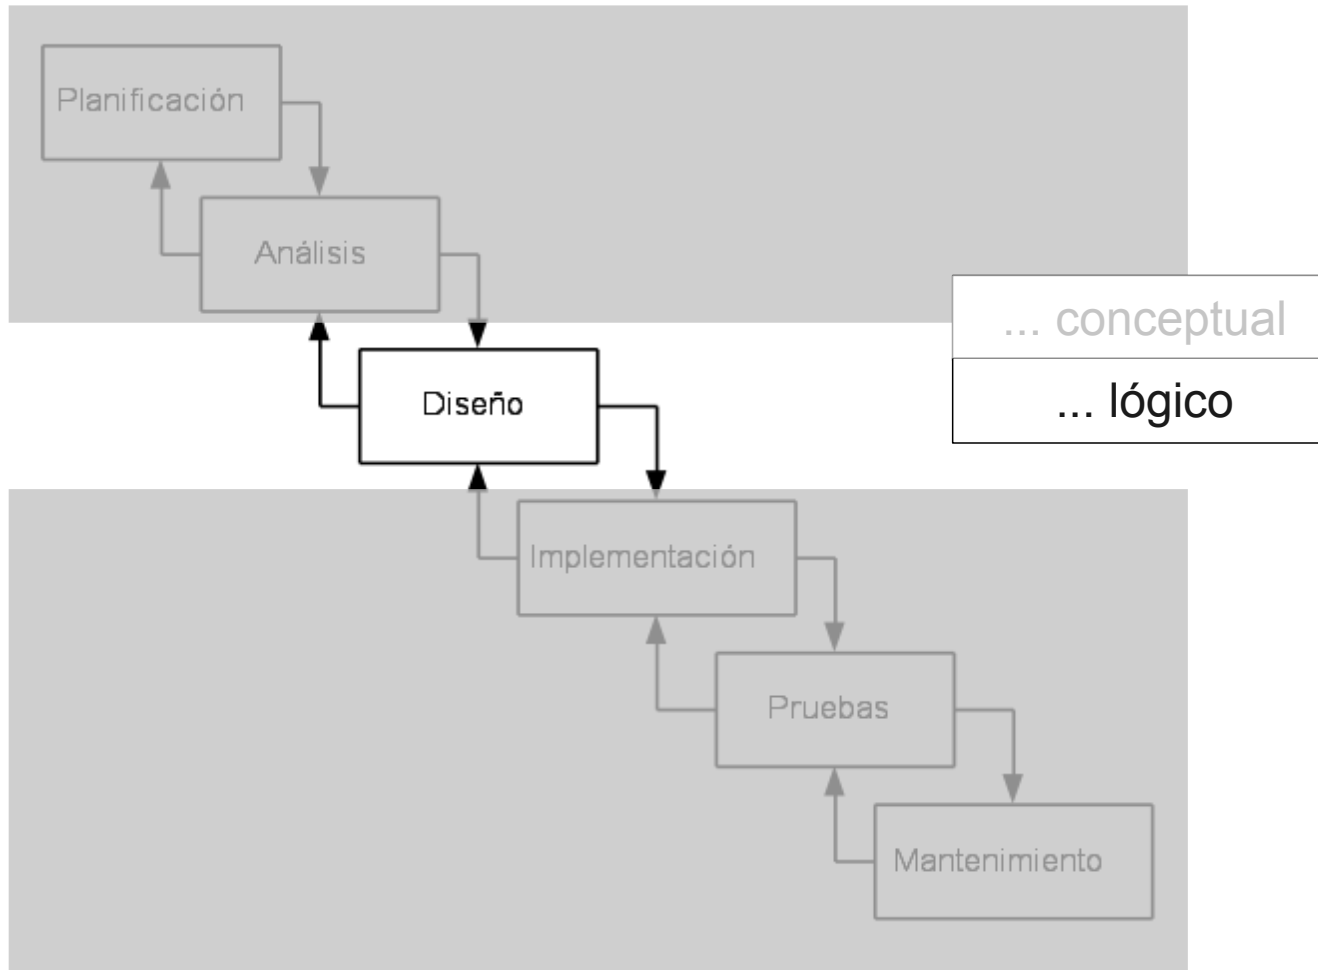 Planificación
Análisis
... conceptual
Diseño
... lógico
Implementación
Pruebas
Mantenimiento